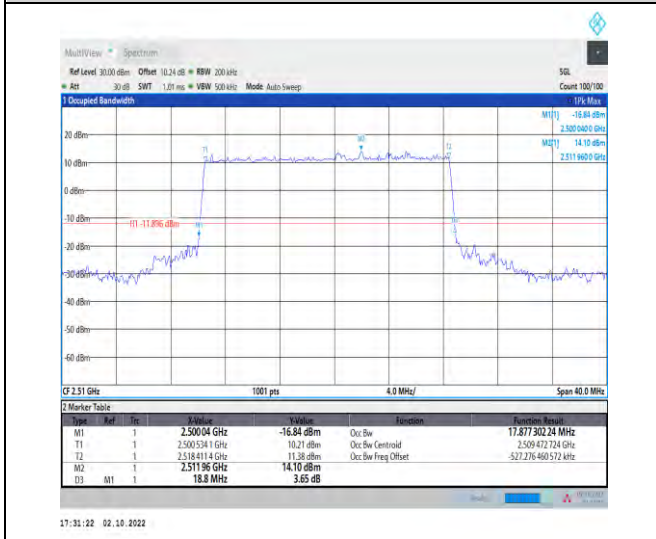 MultiView Spectrum
Ref Level 30.00 dBm Offset 10.24 dB RBW 200 kHz SGL
Att 30 dB SWT 1.01 ms VBW 500 kHz Mode Auto Sweep Count 100/100
1 Occupied Bandwidth 1Pk Max
M1[1] -16.84 dBm
2.500 040 0 GHz
M2[1] 14.10 dBm
2.511 960 0 GHz
20 dBm
M2
T1
T2
10 dBm
0 dBm
-10 dBm
H1 -11.896 dBm
M1
-20 dBm
-30 dBm
-40 dBm
-50 dBm
-60 dBm
CF 2.51 GHz 1001 pts 4.0 MHz/ Span 40.0 MHz
2 Marker Table
Type Ref Trc X-Value Y-Value Function Function Result
M1 1 2.50004 GHz -16.84 dBm Occ Bw 17.877 302 24 MHz
T1 1 2.500 534 1 GHz 10.21 dBm Occ Bw Centroid 2.509 472 724 GHz
T2 1 2.518 411 4 GHz 11.38 dBm Occ Bw Freq Offset -527.276 460 572 kHz
M2 1 2.51196 GHz 14.10 dBm
D3 M1 1 18.8 MHz 3.65 dB
17:31:22 02.10.2022